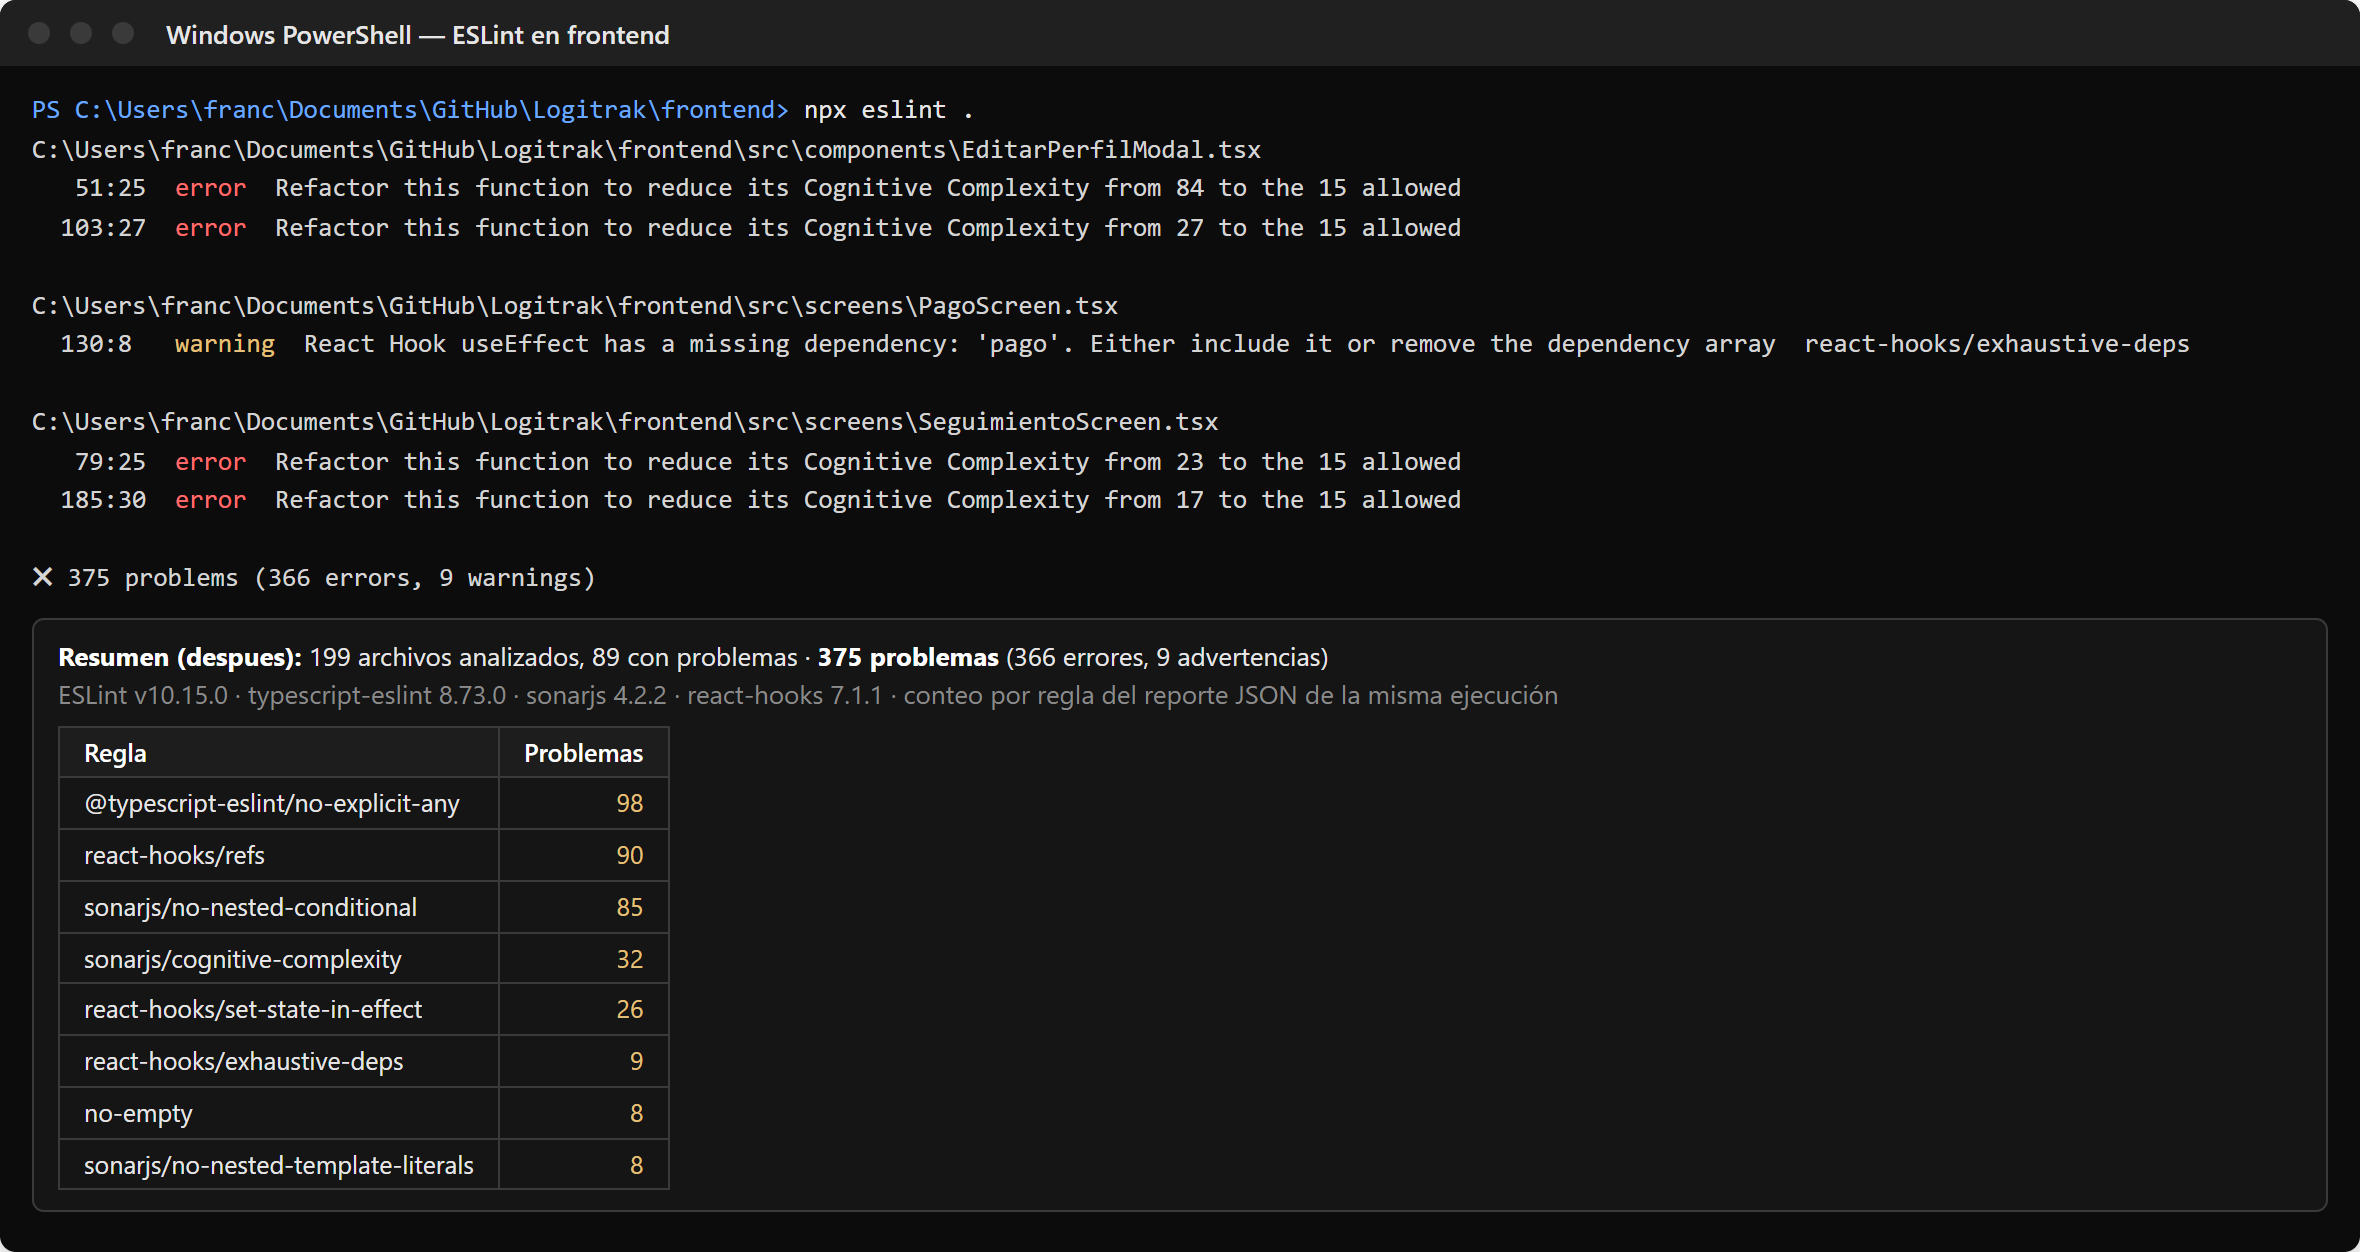 Windows PowerShell — ESLint en frontend
PS C:\Users\franc\Documents\GitHub\Logitrak\frontend> npx eslint .
C:\Users\franc\Documents\GitHub\Logitrak\frontend\src\components\EditarPerfilModal.tsx
51:25  error  Refactor this function to reduce its Cognitive Complexity from 84 to the 15 allowed
103:27  error  Refactor this function to reduce its Cognitive Complexity from 27 to the 15 allowed
C:\Users\franc\Documents\GitHub\Logitrak\frontend\src\screens\PagoScreen.tsx
130:8   warning  React Hook useEffect has a missing dependency: 'pago'. Either include it or remove the dependency array  react-hooks/exhaustive-deps
C:\Users\franc\Documents\GitHub\Logitrak\frontend\src\screens\SeguimientoScreen.tsx
79:25  error  Refactor this function to reduce its Cognitive Complexity from 23 to the 15 allowed
185:30  error  Refactor this function to reduce its Cognitive Complexity from 17 to the 15 allowed
✕ 375 problems (366 errors, 9 warnings)
Resumen (despues): 199 archivos analizados, 89 con problemas · 375 problemas (366 errores, 9 advertencias)
ESLint v10.15.0 · typescript-eslint 8.73.0 · sonarjs 4.2.2 · react-hooks 7.1.1 · conteo por regla del reporte JSON de la misma ejecución
Regla  Problemas
@typescript-eslint/no-explicit-any  98
react-hooks/refs  90
sonarjs/no-nested-conditional  85
sonarjs/cognitive-complexity  32
react-hooks/set-state-in-effect  26
react-hooks/exhaustive-deps  9
no-empty  8
sonarjs/no-nested-template-literals  8